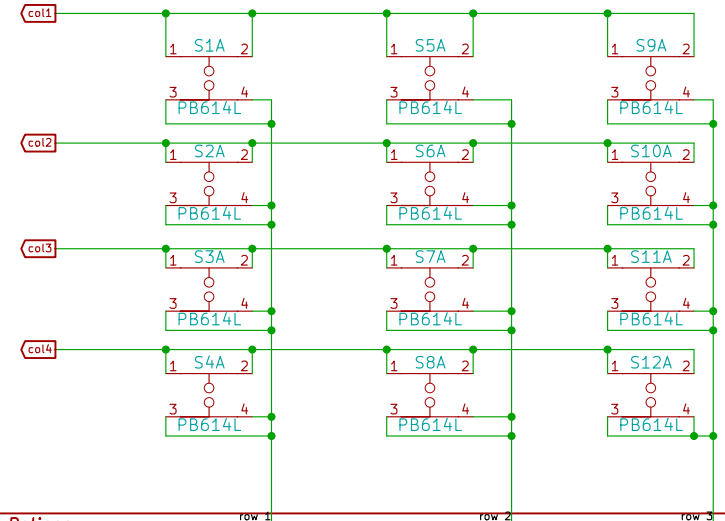 col1
S1A S5A S9A
1 2 1 2 1 2
3 4 3 4 3 4
PB614L PB614L PB614L
col2
S2A S6A S10A
1 2 1 2 1 2
3 4 3 4 3 4
PB614L PB614L PB614L
col3
S3A S7A S11A
1 2 1 2 1 2
3 4 3 4 3 4
PB614L PB614L PB614L
col4
S4A S8A S12A
1 2 1 2 1 2
3 4 3 4 3 4
PB614L PB614L PB614L
row 1 row 2 row 3